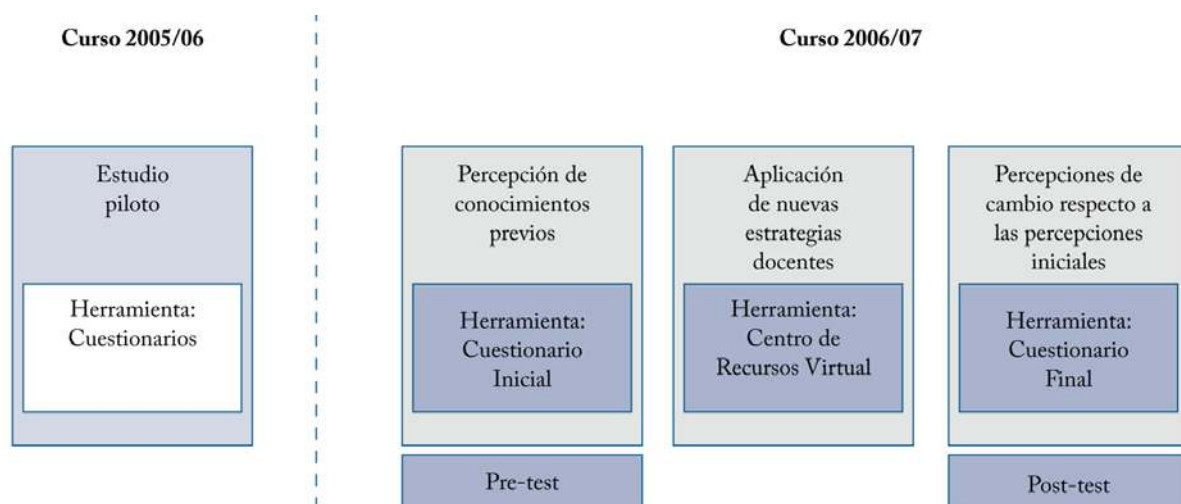 Curso 2005/06
Curso 2006/07
Estudio
piloto
Herramienta:
Cuestionarios
Percepción de
conocimientos
previos
Herramienta:
Cuestionario
Inicial
Pre-test
Aplicación
de nuevas
estrategias
docentes
Herramienta:
Centro de
Recursos Virtual
Percepciones de
cambio respecto a
las percepciones
iniciales
Herramienta:
Cuestionario
Final
Post-test